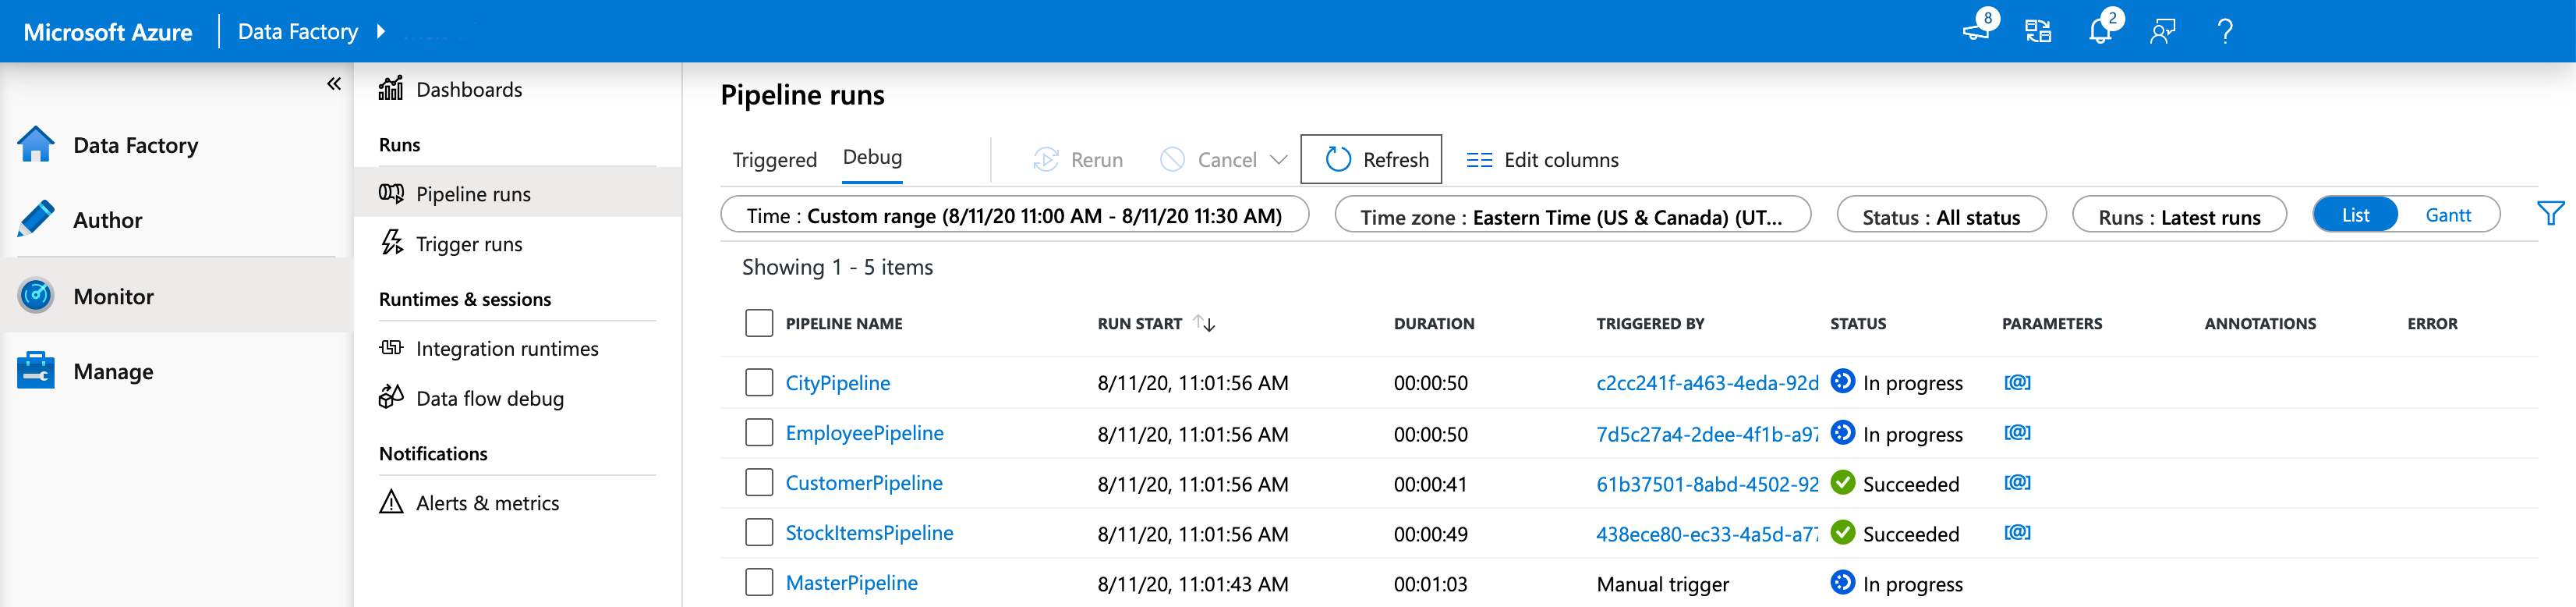 Microsoft Azure Data Factory 8 2 ?
Data Factory
Author
Monitor
Manage
Dashboards
Runs
Pipeline runs
Trigger runs
Runtimes & sessions
Integration runtimes
Data flow debug
Notifications
Alerts & metrics
Pipeline runs
Triggered Debug Rerun Cancel Refresh Edit columns
Time : Custom range (8/11/20 11:00 AM - 8/11/20 11:30 AM) Time zone : Eastern Time (US & Canada) (UT... Status : All status Runs : Latest runs List Gantt
Showing 1 - 5 items
PIPELINE NAME RUN START DURATION TRIGGERED BY STATUS PARAMETERS ANNOTATIONS ERROR
CityPipeline 8/11/20, 11:01:56 AM 00:00:50 c2cc241f-a463-4eda-92d In progress [@]
EmployeePipeline 8/11/20, 11:01:56 AM 00:00:50 7d5c27a4-2dee-4f1b-a97 In progress [@]
CustomerPipeline 8/11/20, 11:01:56 AM 00:00:41 61b37501-8abd-4502-92 Succeeded [@]
StockItemsPipeline 8/11/20, 11:01:56 AM 00:00:49 438ece80-ec33-4a5d-a77 Succeeded [@]
MasterPipeline 8/11/20, 11:01:43 AM 00:01:03 Manual trigger In progress